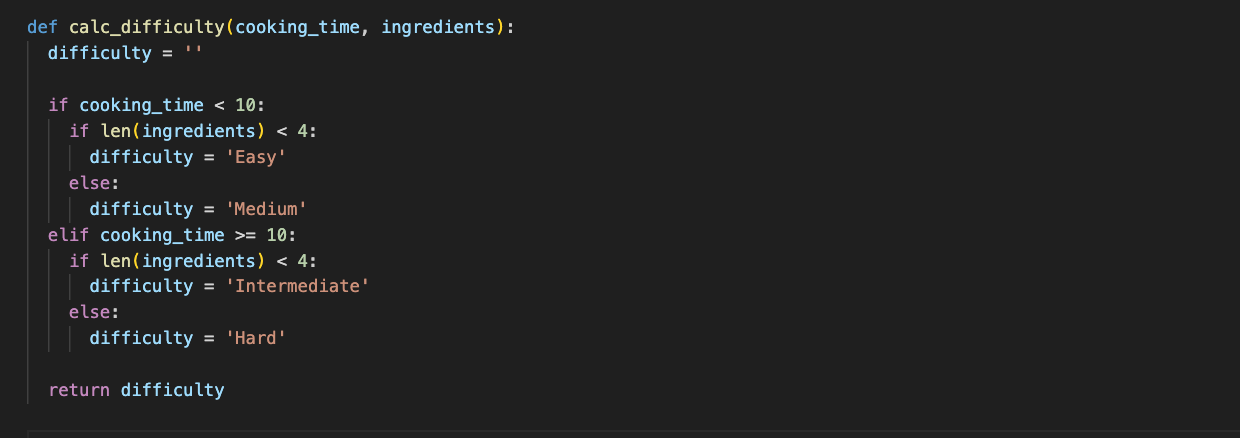 def calc_difficulty(cooking_time, ingredients):
  difficulty = ''

  if cooking_time < 10:
    if len(ingredients) < 4:
      difficulty = 'Easy'
    else:
      difficulty = 'Medium'
  elif cooking_time >= 10:
    if len(ingredients) < 4:
      difficulty = 'Intermediate'
    else:
      difficulty = 'Hard'

  return difficulty